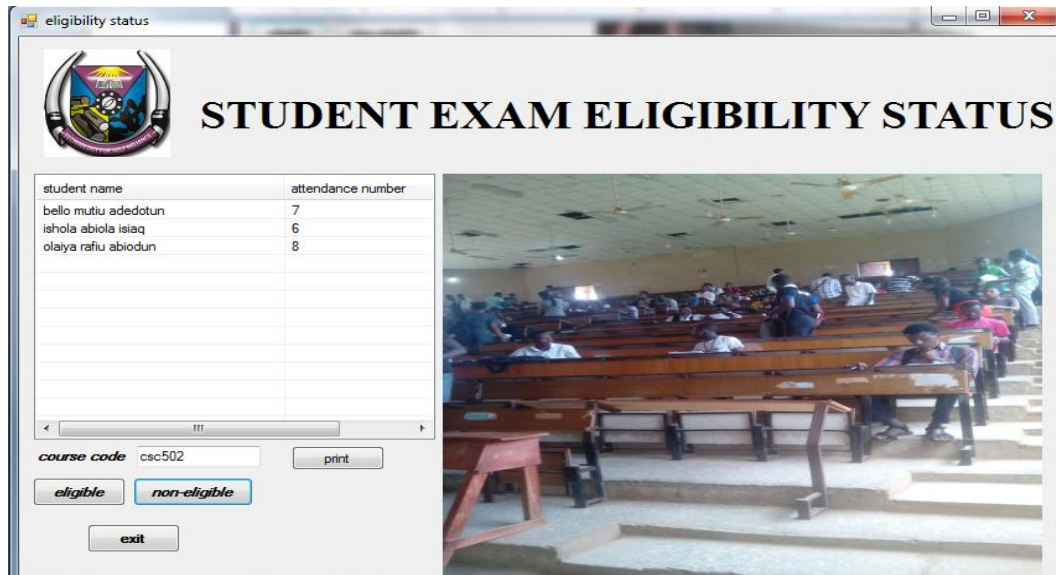 eligibility status
STUDENT EXAM ELIGIBILITY STATUS
student name attendance number
bello mutiu adedotun 7
ishola abiola isiaq 6
olaiya rafiu abiodun 8
course code csc502 print
eligible non-eligible
exit